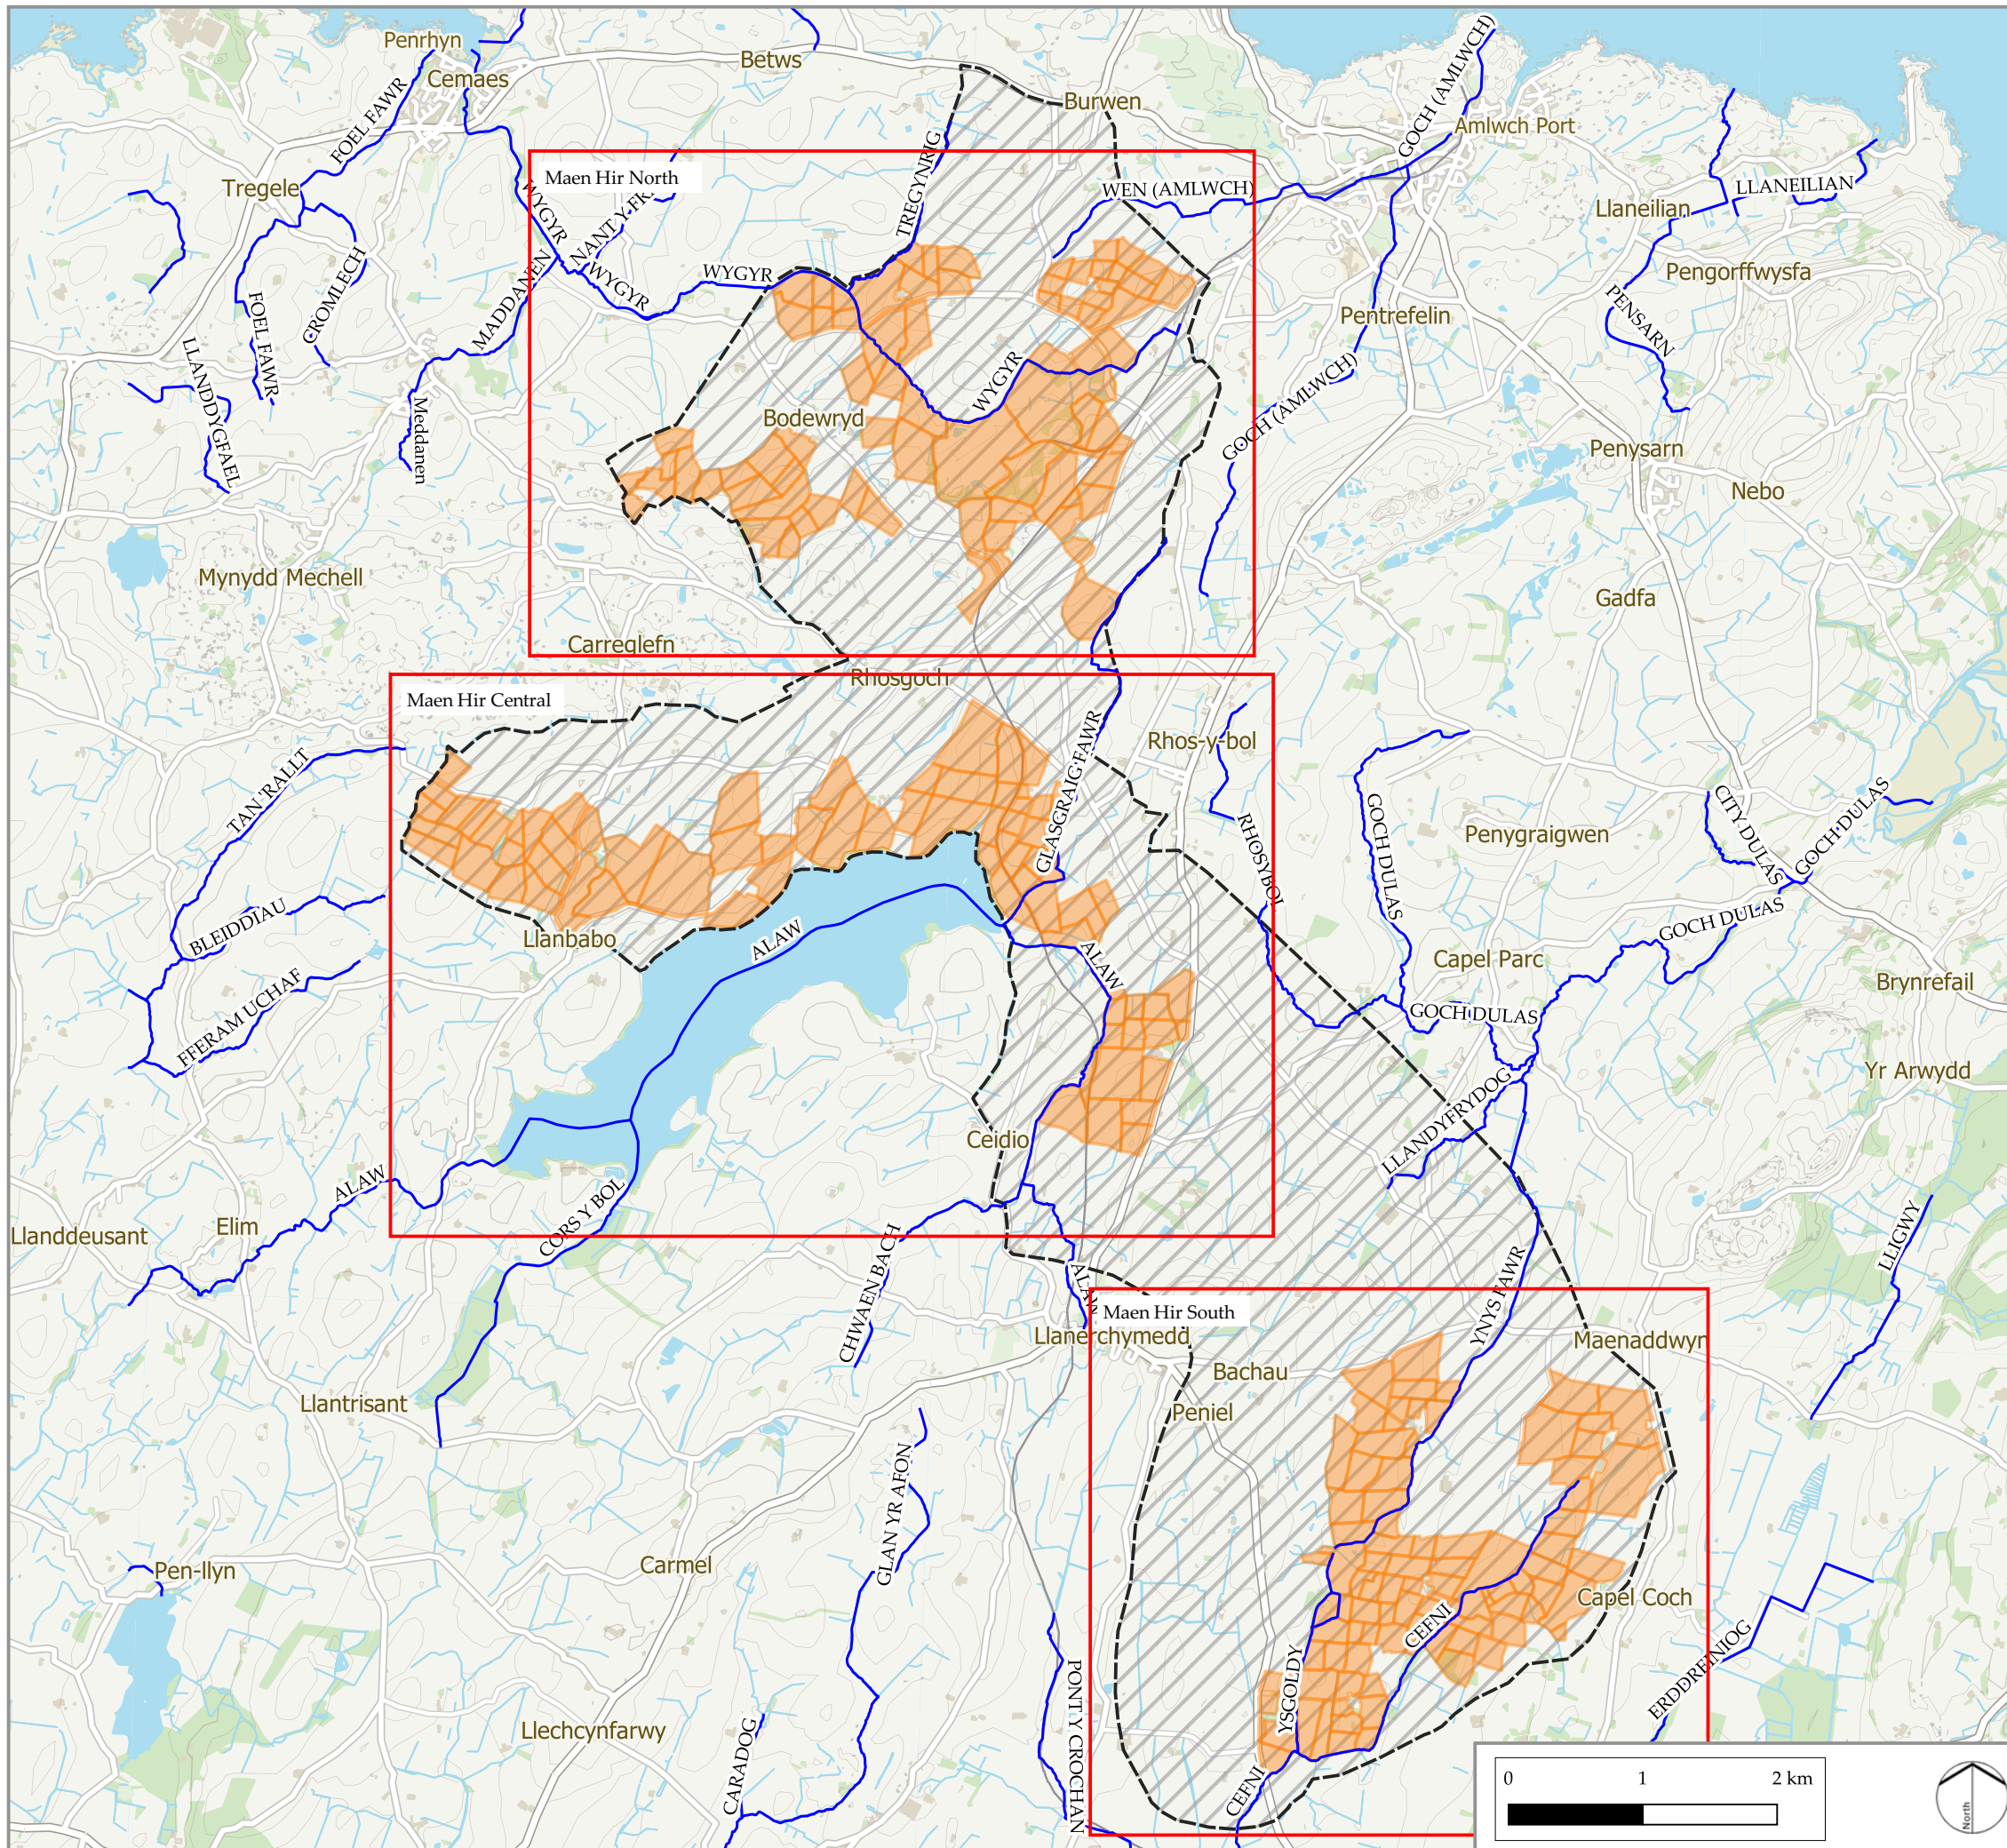 Penrhyn
Cemaes
Betws
Burwen
Amlwch Port
GOCH (AMLWCH)
FOEL FAWR
Tregele
Maen Hir North
WYGYR
TREGYNRIG
WEN (AMLWCH)
LLANEILIAN
Llaneilian
Pengorffwysfa
CROMLECH
FOEL FAWR
MADDANEN
WYGYR
WYGYR
Pentrefelin
PENSARN
LLANDDYGFAEL
Meddanen
WYGYR
Bodewryd
GOCH (AMLWCH)
Penysarn
Nebo
Mynydd Mechell
Gadfa
Carreglefn
Rhosgoch
Maen Hir Central
Rhos-y-bol
TAN 'RALLT
GLASGRAIG FAWR
RHOSYBOL
GOCH DULAS
Penygraigwen
CITY DULAS
GOCH DULAS
BLEIDDIAU
Llanbabo
ALAW
ALAW
GOCH DULAS
Capel Parc
Brynrefail
FFERAM UCHAF
GOCH DULAS
Yr Arwydd
LLANDYFRYDOG
Ceidio
ALAW
Elim
Llanddeusant
CORS Y BOL
CHWAEN BACH
LLIGWY
ALAW
YNYS FAWR
Maen Hir South
Llanerchymedd
Maenaddwyn
Bachau
Peniel
Llantrisant
GLAN YR AFON
Carmel
Pen-llyn
Capel Coch
CEFNI
ERDDREINIOG
YSGOLDY
PONT Y CROCHAN
Llechcynfarwy
CARADOG
CEFNI
0 1 2 km
North